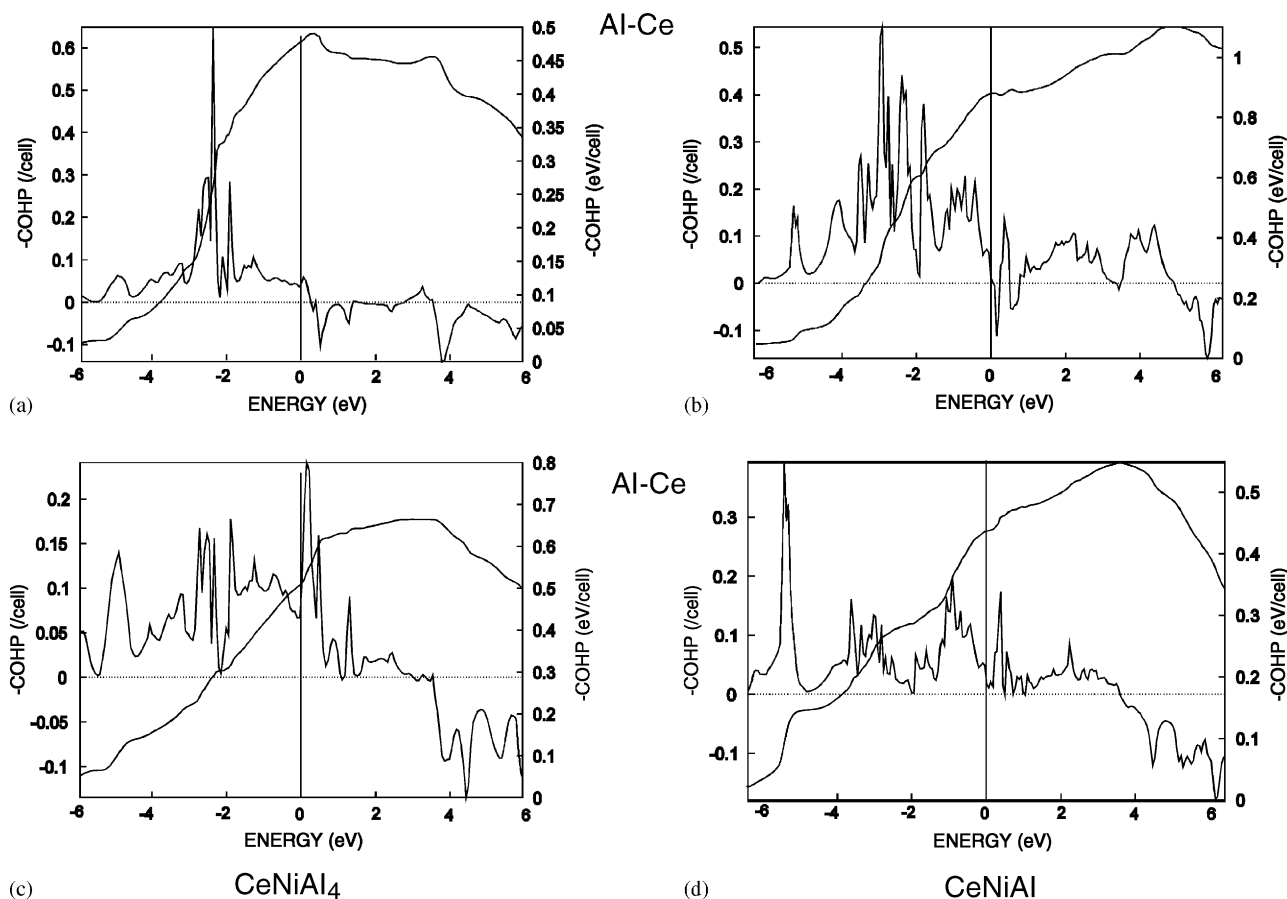 Al-Ce
0.6
0.5
0.4
0.3
0.2
0.1
0
-0.1
-COHP (/cell)
0.5
0.45
0.4
0.35
0.3
0.25
0.2
0.15
0.1
0.05
0
-COHP (eV/cell)
-6 -4 -2 0 2 4 6
ENERGY (eV)
(a)
0.5
0.4
0.3
0.2
0.1
0
-0.1
-COHP (/cell)
1
0.8
0.6
0.4
0.2
0
-COHP (eV/cell)
-6 -4 -2 0 2 4 6
ENERGY (eV)
(b)
Al-Ce
0.2
0.15
0.1
0.05
0
-0.05
-0.1
-COHP (/cell)
0.8
0.7
0.6
0.5
0.4
0.3
0.2
0.1
0
-COHP (eV/cell)
-6 -4 -2 0 2 4 6
ENERGY (eV)
(c) CeNiAl4
0.3
0.2
0.1
0
-0.1
-COHP (/cell)
0.5
0.4
0.3
0.2
0.1
0
-COHP (eV/cell)
-6 -4 -2 0 2 4 6
ENERGY (eV)
(d) CeNiAl